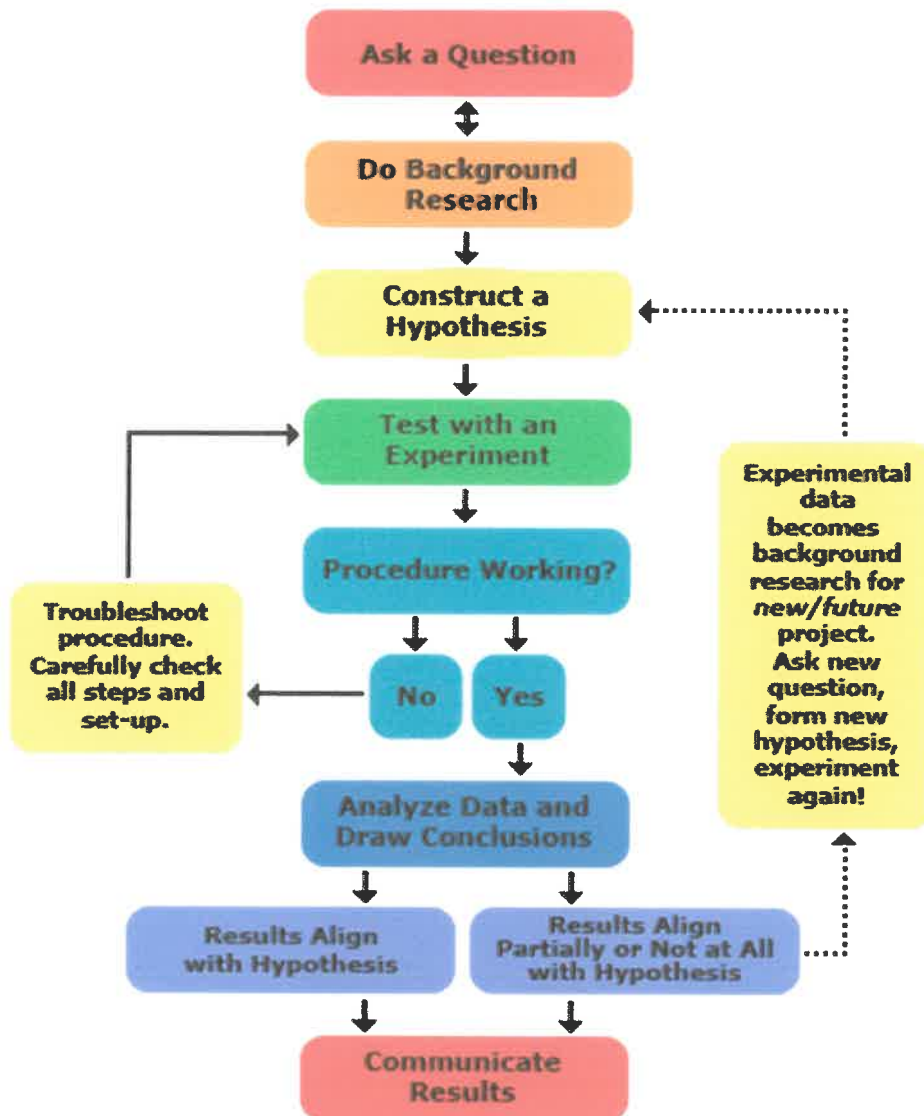 Ask a Question
Do Background
Research
Construct a
Hypothesis
Test with an
Experiment
Procedure Working?
Troubleshoot
procedure.
Carefully check
all steps and
set-up.
No
Yes
Analyze Data and
Draw Conclusions
Results Align
with Hypothesis
Results Align
Partially or Not at All
with Hypothesis
Experimental
data
becomes
background
research for
new/future
project.
Ask new
question,
form new
hypothesis,
experiment
again!
Communicate
Results